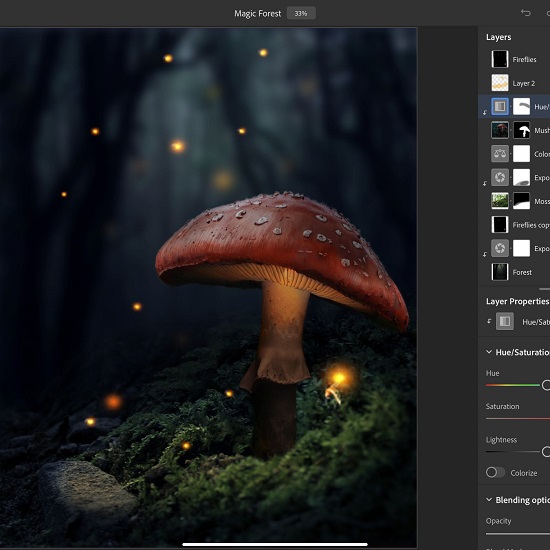 Magic Forest 33%
Layers
Fireflies
Layer 2
Hue/
Mush
Color
Expo
Moss
Fireflies cop
Expo
Forest
Layer Properties
Hue/Satu
Hue/Saturatio
Hue
Saturation
Lightness
Colorize
Blending optio
Opacity